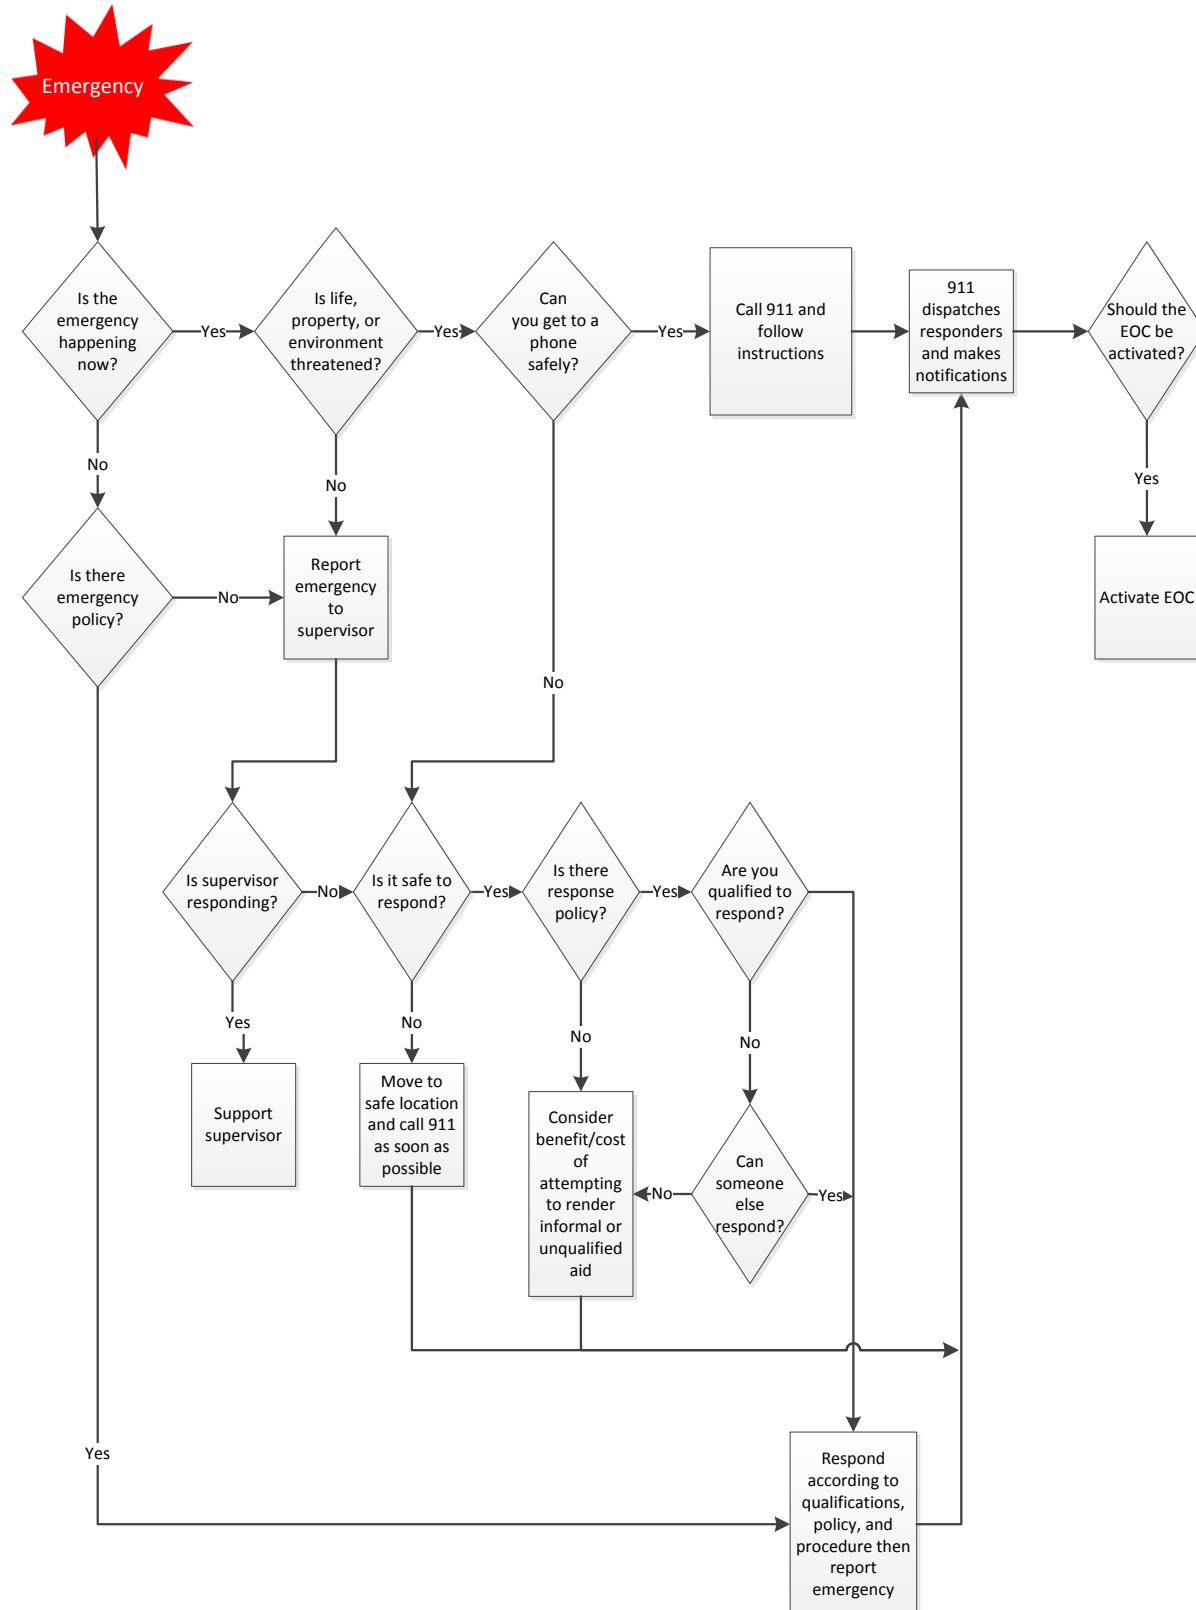 Emergency
Is the
emergency
happening
now?
Yes
Is life,
property, or
environment
threatened?
Yes
Can
you get to a
phone
safely?
Yes
Call 911 and
follow
instructions
911
dispatches
responders
and makes
notifications
Should the
EOC be
activated?
No
No
Yes
Is there
emergency
policy?
No
Report
emergency
to
supervisor
Activate EOC
No
Is supervisor
responding?
No
Is it safe to
respond?
Yes
Is there
response
policy?
Yes
Are you
qualified to
respond?
Yes
No
No
No
Support
supervisor
Move to
safe location
and call 911
as soon as
possible
Consider
benefit/cost
of
attempting
to render
informal or
unqualified
aid
No
Can
someone
else
respond?
Yes
Yes
Respond
according to
qualifications,
policy, and
procedure then
report
emergency